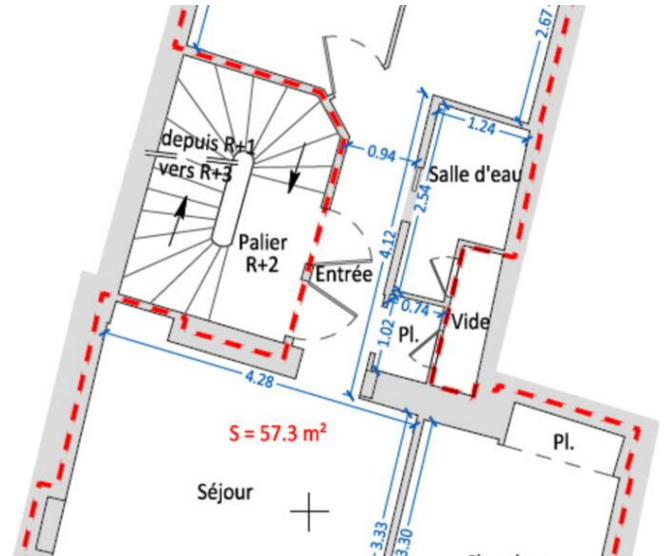 2.67
1.24
depuis R+1
vers R+3
0.94
Salle d'eau
2.54
Palier
R+2
4.12
Entrée
0.74
Vide
Pl.
1.02
4.28
S = 57.3 m²
Pl.
Séjour
3.33
3.30